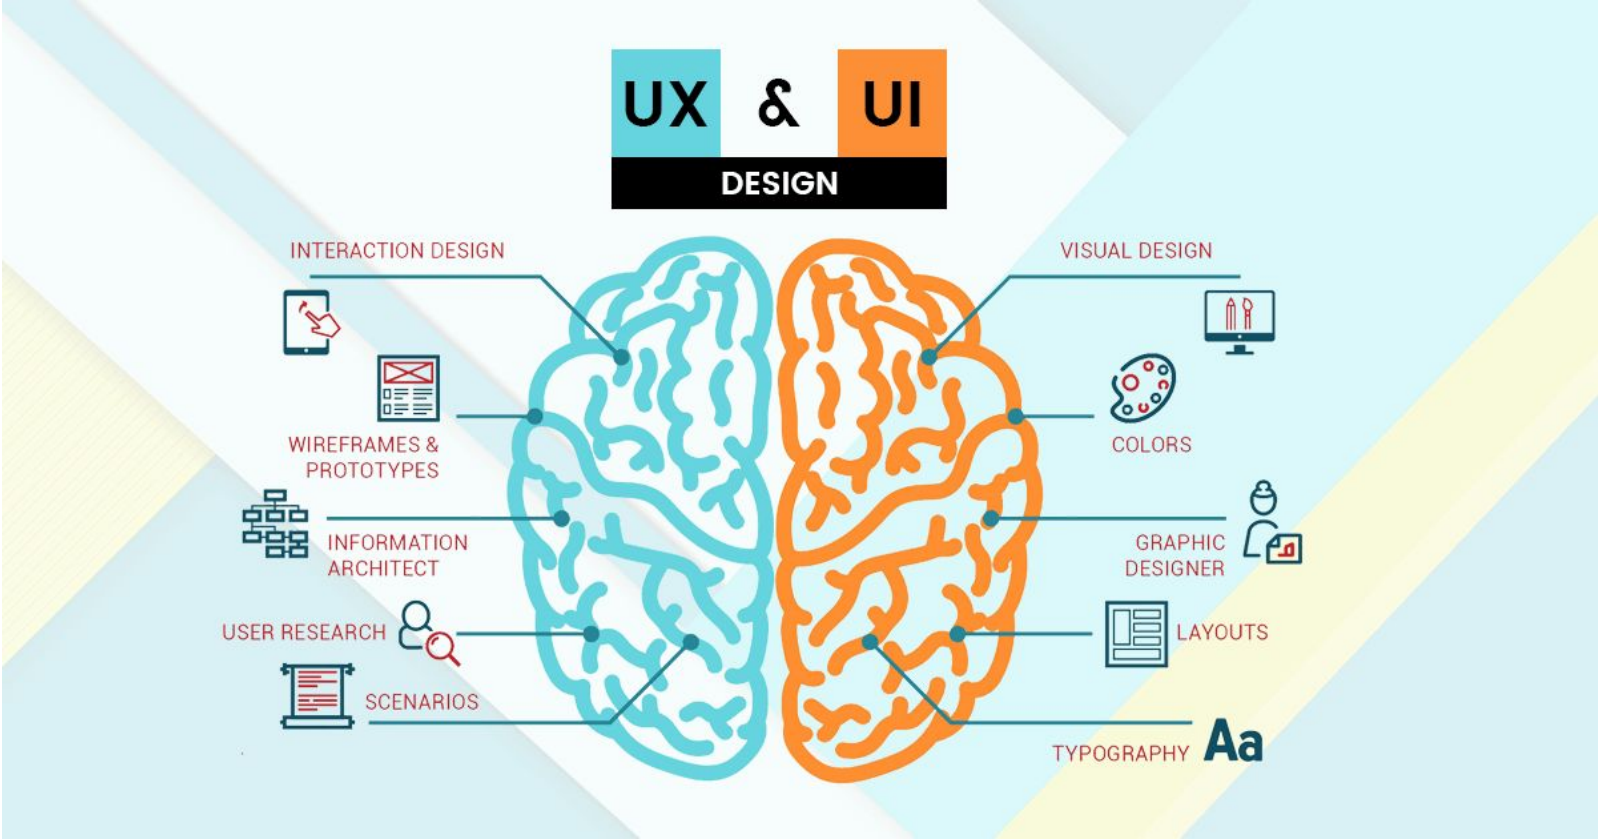 UX & UI
DESIGN
INTERACTION DESIGN
WIREFRAMES &
PROTOTYPES
INFORMATION
ARCHITECT
USER RESEARCH
SCENARIOS
VISUAL DESIGN
COLORS
GRAPHIC
DESIGNER
LAYOUTS
TYPOGRAPHY Aa